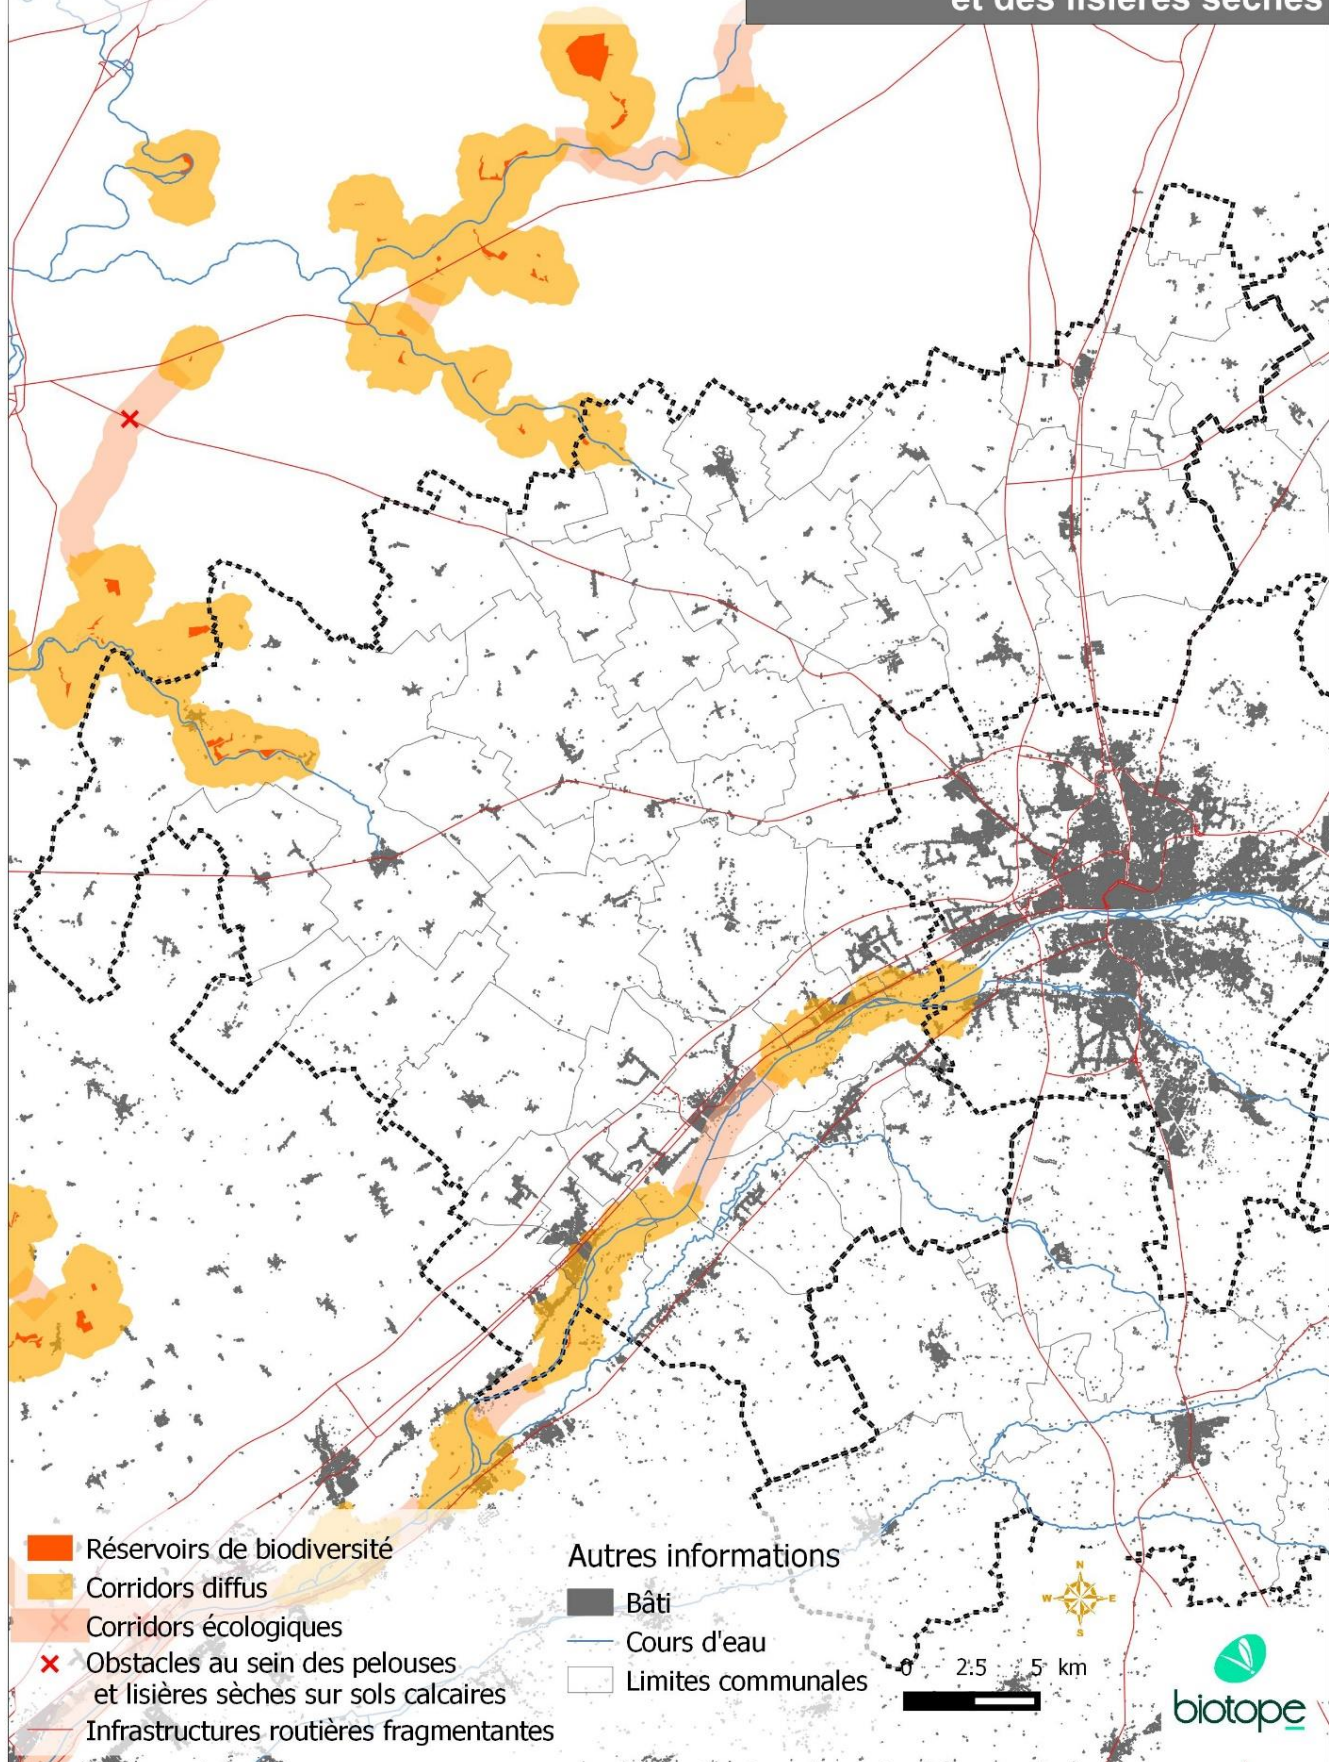 et des lisières sèches
Réservoirs de biodiversité
Corridors diffus
Corridors écologiques
Obstacles au sein des pelouses
et lisières sèches sur sols calcaires
Infrastructures routières fragmentantes
Autres informations
Bâti
Cours d'eau
Limites communales
N
W E
S
0 2.5 5 km
biotope